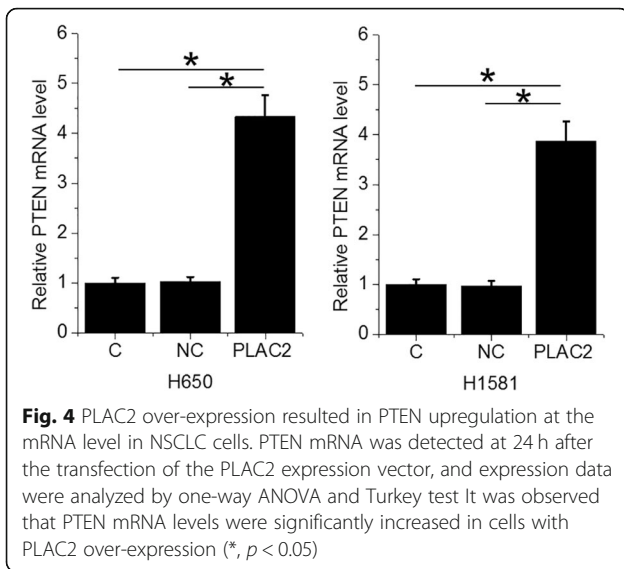 6
5
4
3
2
1
0
Relative PTEN mRNA level
*
*
C NC PLAC2
H650
6
5
4
3
2
1
0
Relative PTEN mRNA level
*
*
C NC PLAC2
H1581
Fig. 4 PLAC2 over-expression resulted in PTEN upregulation at the
mRNA level in NSCLC cells. PTEN mRNA was detected at 24 h after
the transfection of the PLAC2 expression vector, and expression data
were analyzed by one-way ANOVA and Turkey test It was observed
that PTEN mRNA levels were significantly increased in cells with
PLAC2 over-expression (*, p < 0.05)